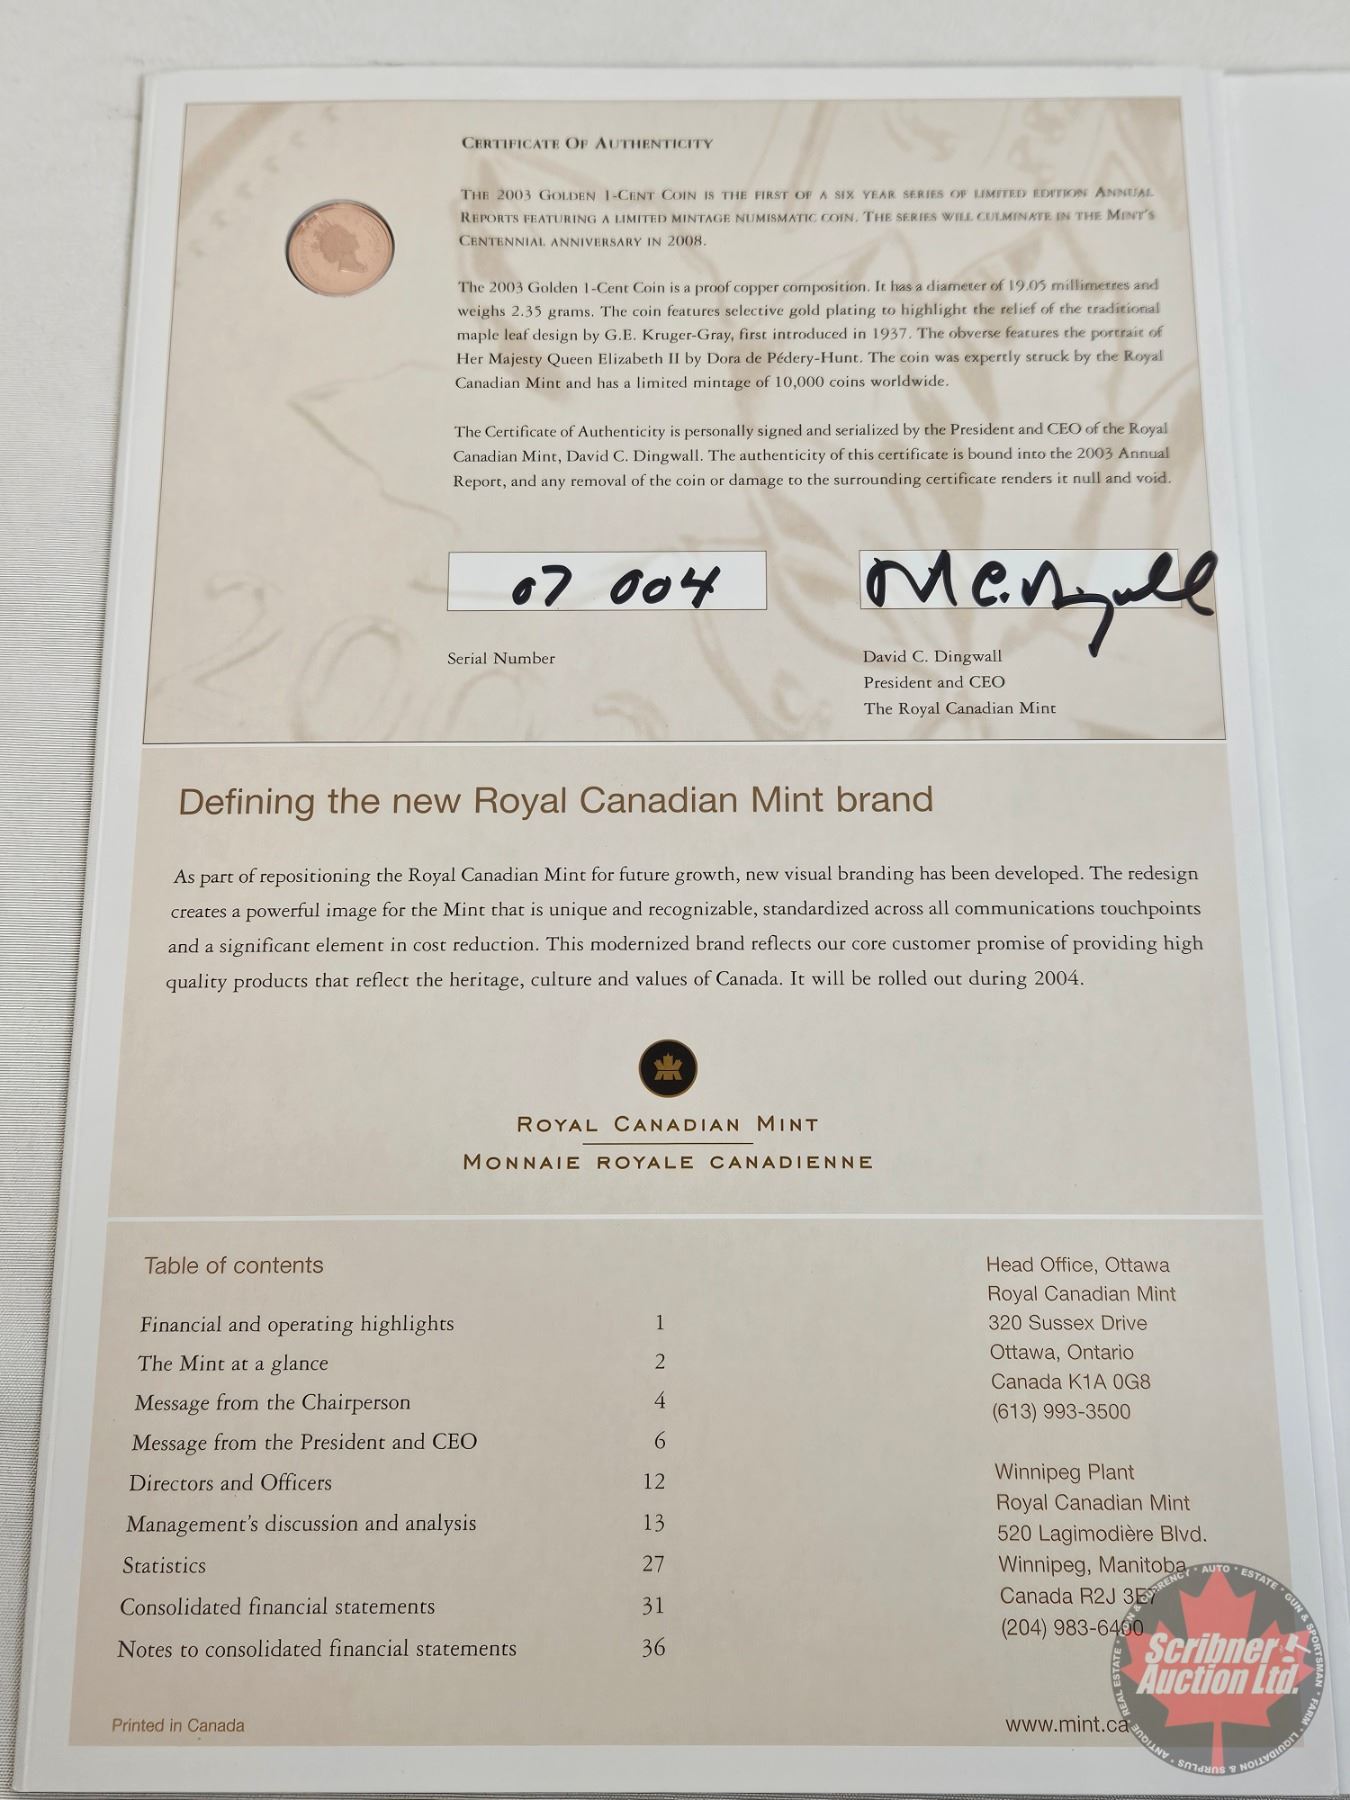 CERTIFICATE OF AUTHENTICITY
THE 2003 GOLDEN 1-CENT COIN IS THE FIRST OF A SIX YEAR SERIES OF LIMITED EDITION ANNUAL
REPORTS FEATURING A LIMITED MINTAGE NUMISMATIC COIN. THE SERIES WILL CULMINATE IN THE MINT'S
CENTENNIAL ANNIVERSARY IN 2008.
The 2003 Golden 1-Cent Coin is a proof copper composition. It has a diameter of 19.05 millimetres and
weighs 2.35 grams. The coin features selective gold plating to highlight the relief of the traditional
maple leaf design by G.E. Kruger-Gray, first introduced in 1937. The obverse features the portrait of
Her Majesty Queen Elizabeth II by Dora de Pédery-Hunt. The coin was expertly struck by the Royal
Canadian Mint and has a limited mintage of 10,000 coins worldwide.
The Certificate of Authenticity is personally signed and serialized by the President and CEO of the Royal
Canadian Mint, David C. Dingwall. The authenticity of this certificate is bound into the 2003 Annual
Report, and any removal of the coin or damage to the surrounding certificate renders it null and void.
07 004
Serial Number
David C. Dingwall
President and CEO
The Royal Canadian Mint
Defining the new Royal Canadian Mint brand
As part of repositioning the Royal Canadian Mint for future growth, new visual branding has been developed. The redesign
creates a powerful image for the Mint that is unique and recognizable, standardized across all communications touchpoints
and a significant element in cost reduction. This modernized brand reflects our core customer promise of providing high
quality products that reflect the heritage, culture and values of Canada. It will be rolled out during 2004.
ROYAL CANADIAN MINT
MONNAIE ROYALE CANADIENNE
Table of contents
Financial and operating highlights 1
The Mint at a glance 2
Message from the Chairperson 4
Message from the President and CEO 6
Directors and Officers 12
Management's discussion and analysis 13
Statistics 27
Consolidated financial statements 31
Notes to consolidated financial statements 36
Printed in Canada
Head Office, Ottawa
Royal Canadian Mint
320 Sussex Drive
Ottawa, Ontario
Canada K1A 0G8
(613) 993-3500
Winnipeg Plant
Royal Canadian Mint
520 Lagimodière Blvd.
Winnipeg, Manitoba
Canada R2J 3E7
(204) 983-6400
www.mint.ca
Scribner
Auction Ltd.
AUTO • ESTATE • GUN & SPORTSMAN • FARM • LIQUIDATION & SURPLUS • ANTIQUE • REAL ESTATE • COIN & CURRENCY